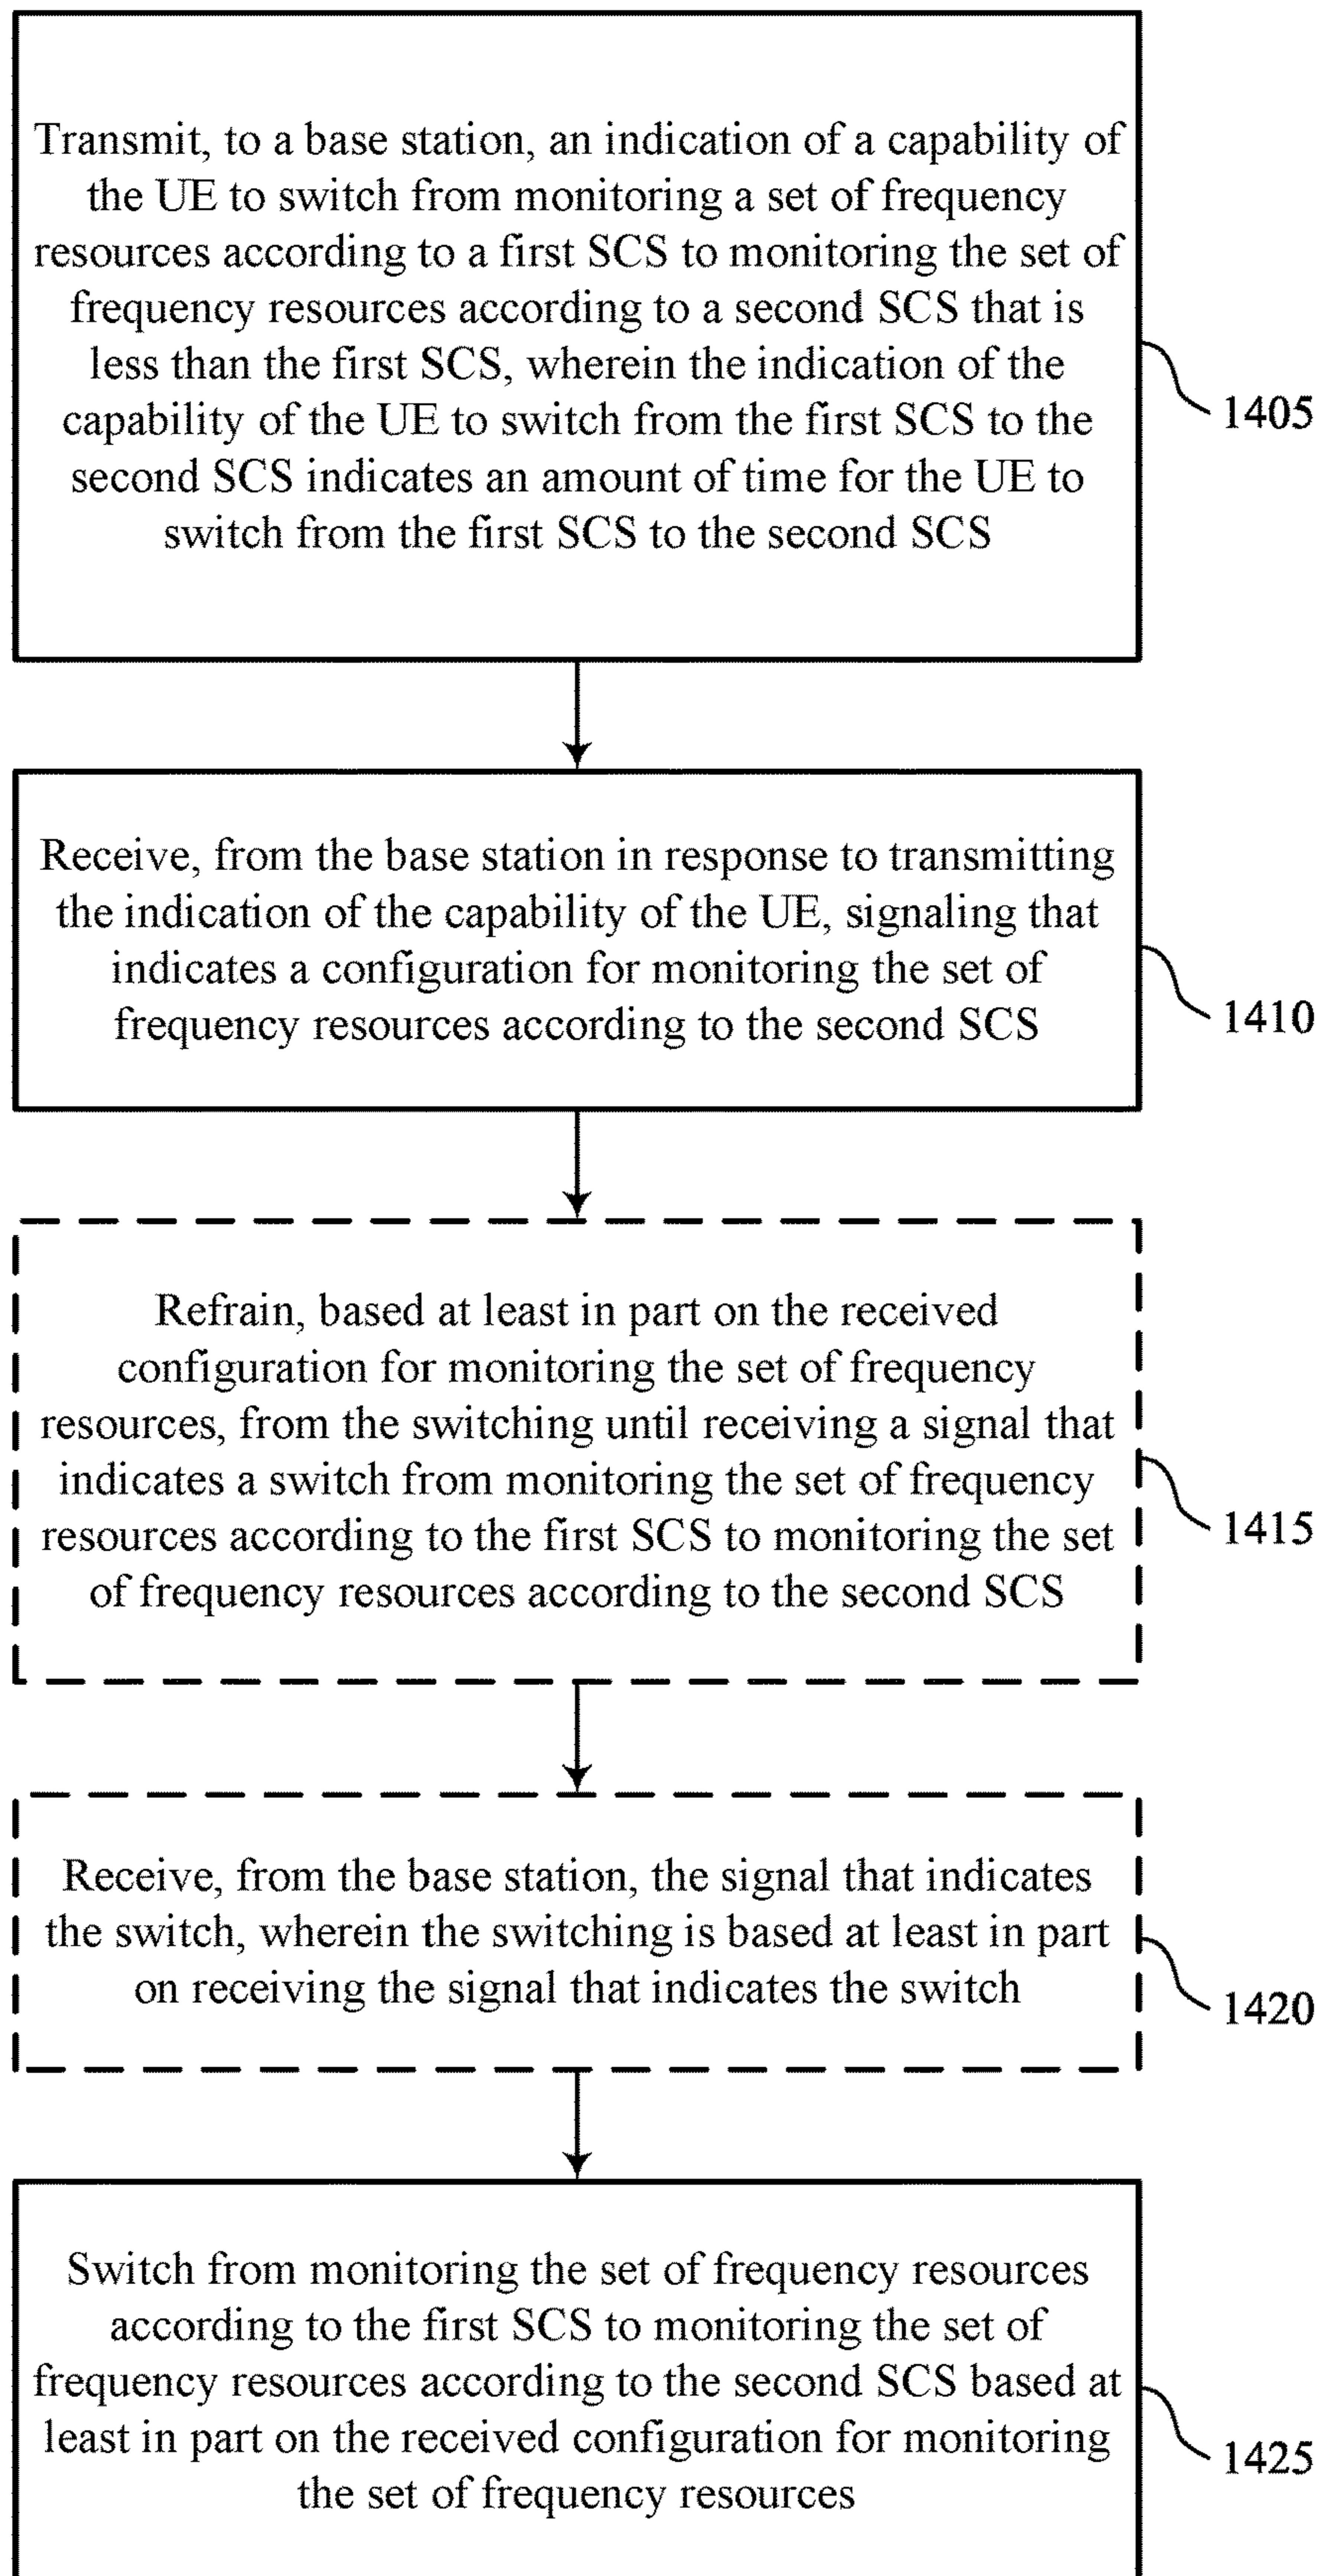 Transmit, to a base station, an indication of a capability of
the UE to switch from monitoring a set of frequency
resources according to a first SCS to monitoring the set of
frequency resources according to a second SCS that is
less than the first SCS, wherein the indication of the
capability of the UE to switch from the first SCS to the
second SCS indicates an amount of time for the UE to
switch from the first SCS to the second SCS
1405
Receive, from the base station in response to transmitting
the indication of the capability of the UE, signaling that
indicates a configuration for monitoring the set of
frequency resources according to the second SCS
1410
Refrain, based at least in part on the received
configuration for monitoring the set of frequency
resources, from the switching until receiving a signal that
indicates a switch from monitoring the set of frequency
resources according to the first SCS to monitoring the set
of frequency resources according to the second SCS
1415
Receive, from the base station, the signal that indicates
the switch, wherein the switching is based at least in part
on receiving the signal that indicates the switch
1420
Switch from monitoring the set of frequency resources
according to the first SCS to monitoring the set of
frequency resources according to the second SCS based at
least in part on the received configuration for monitoring
the set of frequency resources
1425